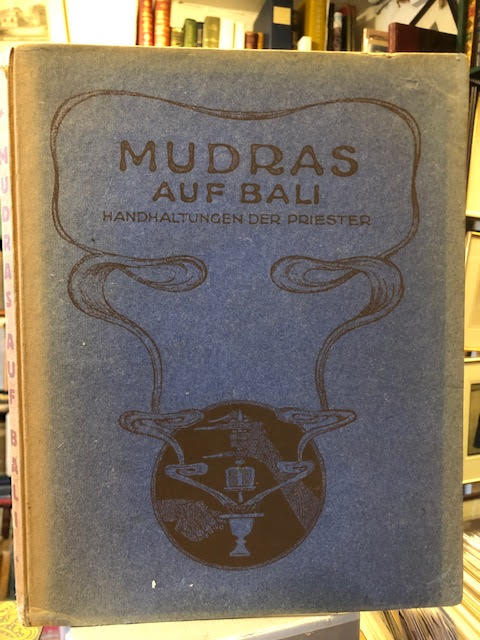 MUDRAS
AUF BALI
HANDHALTUNGEN DER PRIESTER
MUDRAS AUF BALI